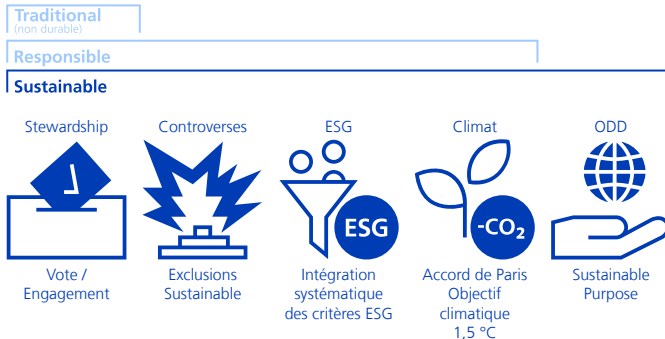 Traditional
(non durable)
Responsible
Sustainable
Stewardship
Controverses
ESG
Climat
ODD
ESG
-CO₂
Vote /
Engagement
Exclusions
Sustainable
Intégration
systématique
des critères ESG
Accord de Paris
Objectif
climatique
1,5 °C
Sustainable
Purpose